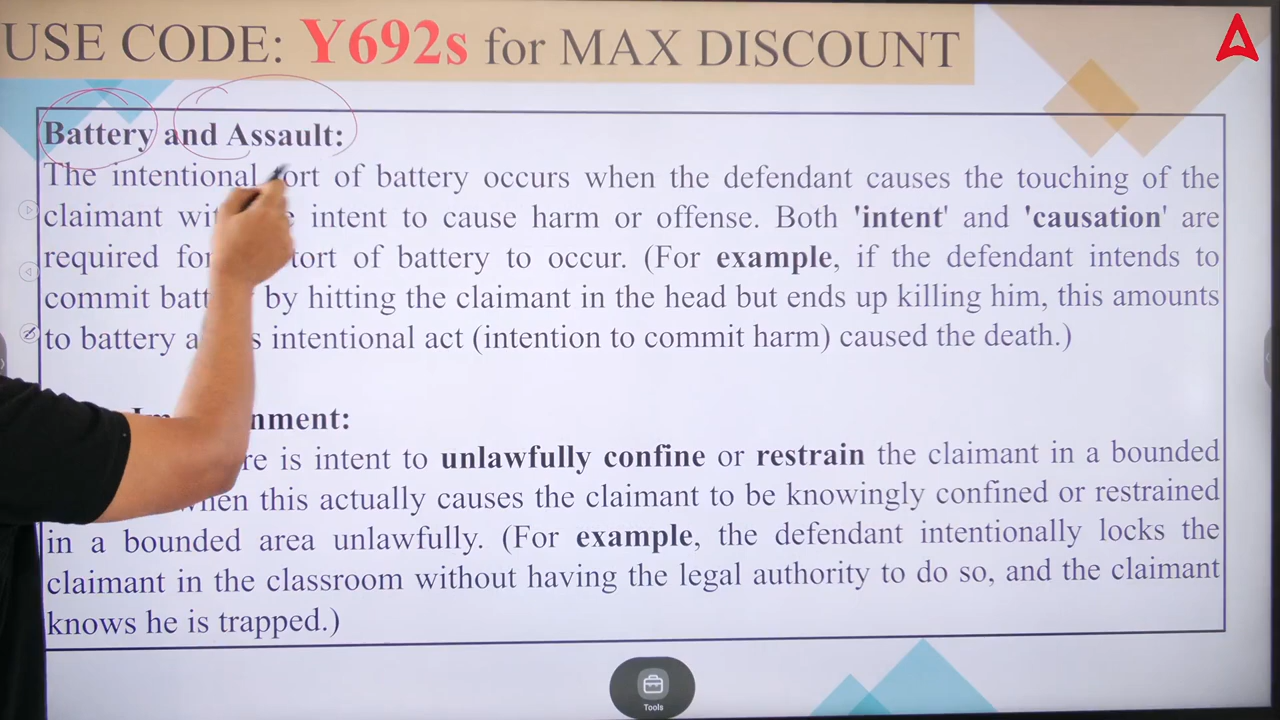 USE CODE: Y692s for MAX DISCOUNT
Battery and Assault:
The intentional tort of battery occurs when the defendant causes the touching of the
claimant intent to cause harm or offense. Both 'intent' and 'causation' are
required for tort of battery to occur. (For example, if the defendant intends to
commit by hitting the claimant in the head but ends up killing him, this amounts
to battery intentional act (intention to commit harm) caused the death.)
is intent to unlawfully confine or restrain the claimant in a bounded
this actually causes the claimant to be knowingly confined or restrained
in a bounded area unlawfully. (For example, the defendant intentionally locks the
claimant in the classroom without having the legal authority to do so, and the claimant
knows he is trapped.)
Tools